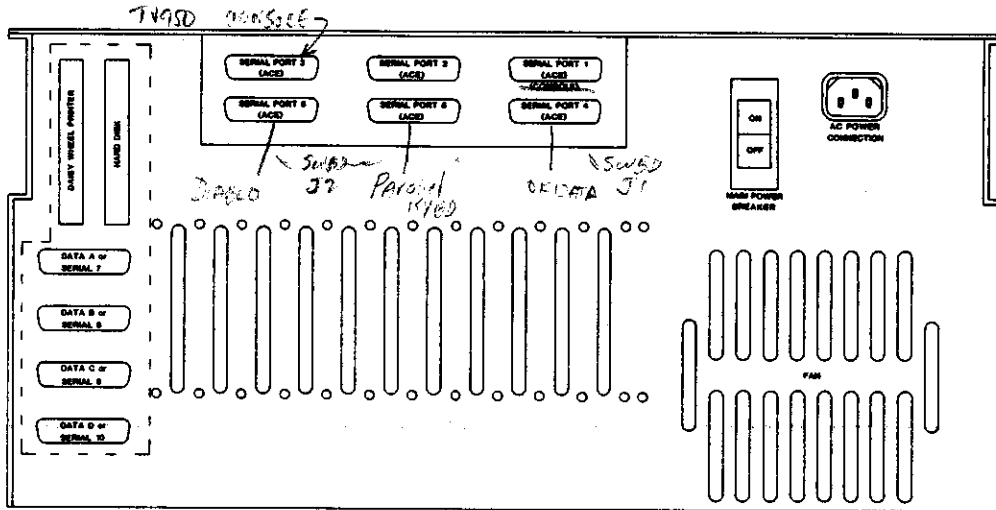 TV950 CONSOLE
SERIAL PORT 3
(ACE)
SERIAL PORT 2
(ACE)
SERIAL PORT 1
(ACE)
(CONSOLE)
SERIAL PORT 5
(ACE)
SERIAL PORT 6
(ACE)
SERIAL PORT 4
(ACE)
DAISY WHEEL PRINTER
HARD DISK
ON
OFF
MAIN POWER
BREAKER
AC POWER
CONNECTION
DIABLO
J2
Parallel
KYBD
OKIDATA
J1
DATA A or
SERIAL 7
DATA B or
SERIAL 8
DATA C or
SERIAL 9
DATA D or
SERIAL 10
FAN